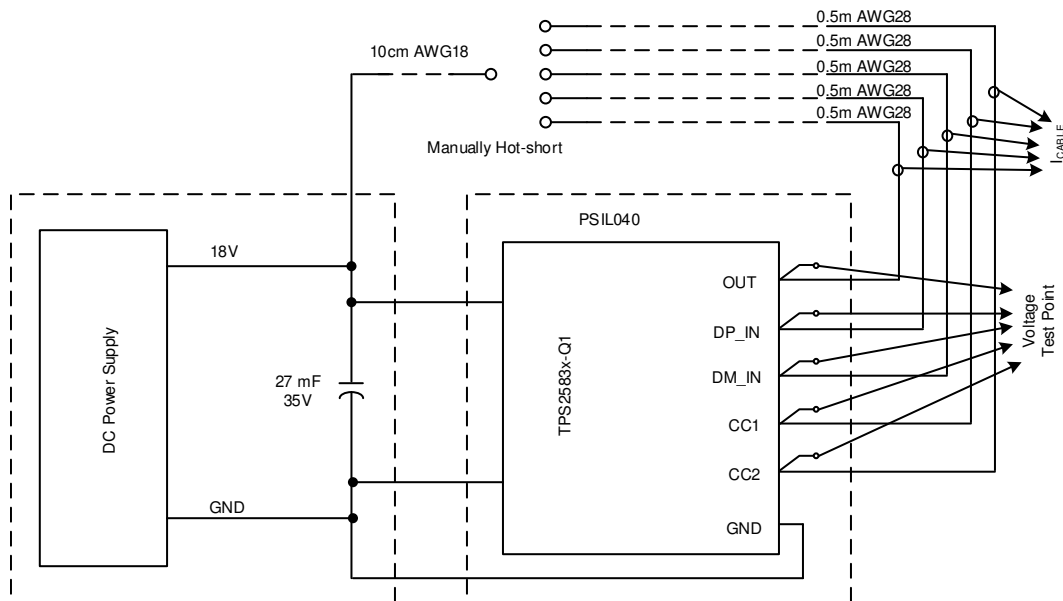 0.5m AWG28
0.5m AWG28
10cm AWG18
0.5m AWG28
0.5m AWG28
0.5m AWG28
Manually Hot-short
ICABLE
PSIL040
18V
OUT
DP_IN
DM_IN
CC1
CC2
GND
Voltage
Test Point
TPS2583x-Q1
27 mF
35V
DC Power Supply
GND